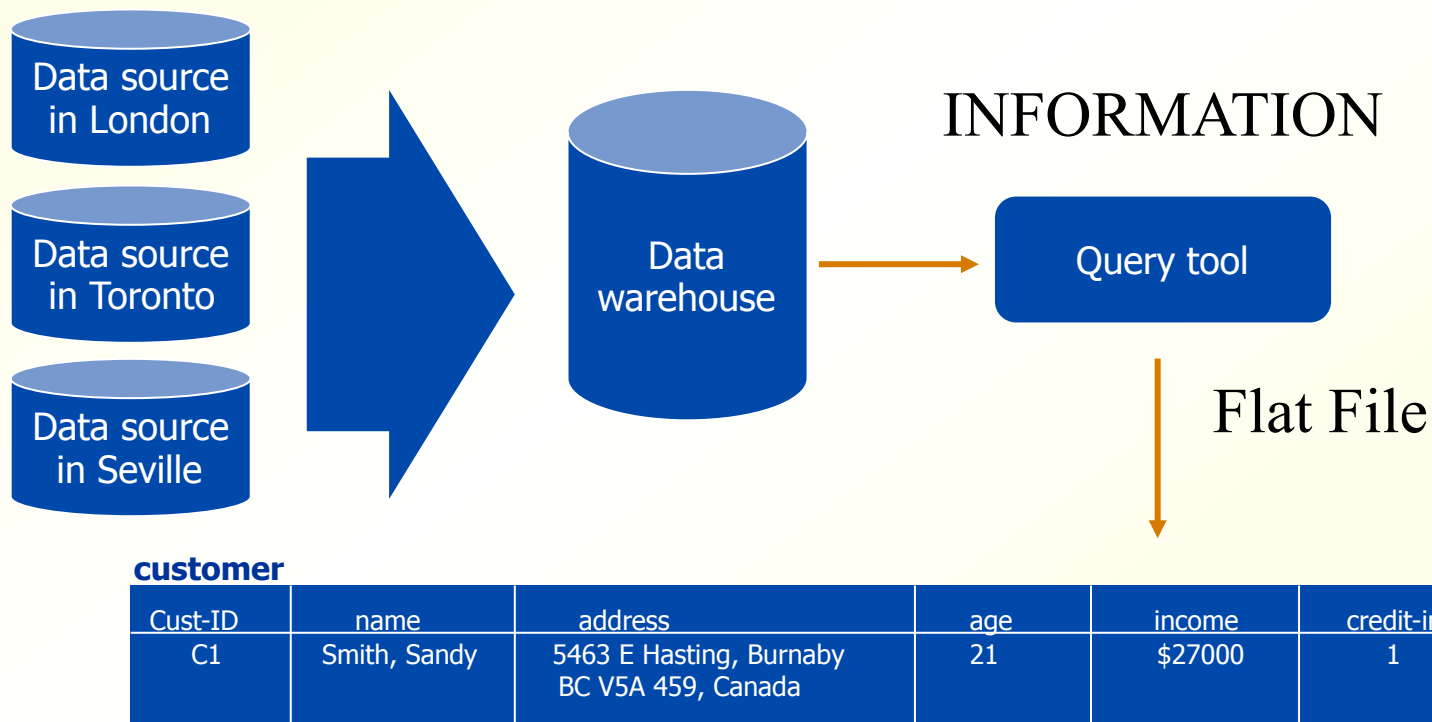 Data source
in London
Data source
in Toronto
Data source
in Seville
Data
warehouse
INFORMATION
Query tool
Flat File
customer
Cust-ID name address age income credit-in
C1 Smith, Sandy 5463 E Hasting, Burnaby 21 $27000 1
BC V5A 459, Canada